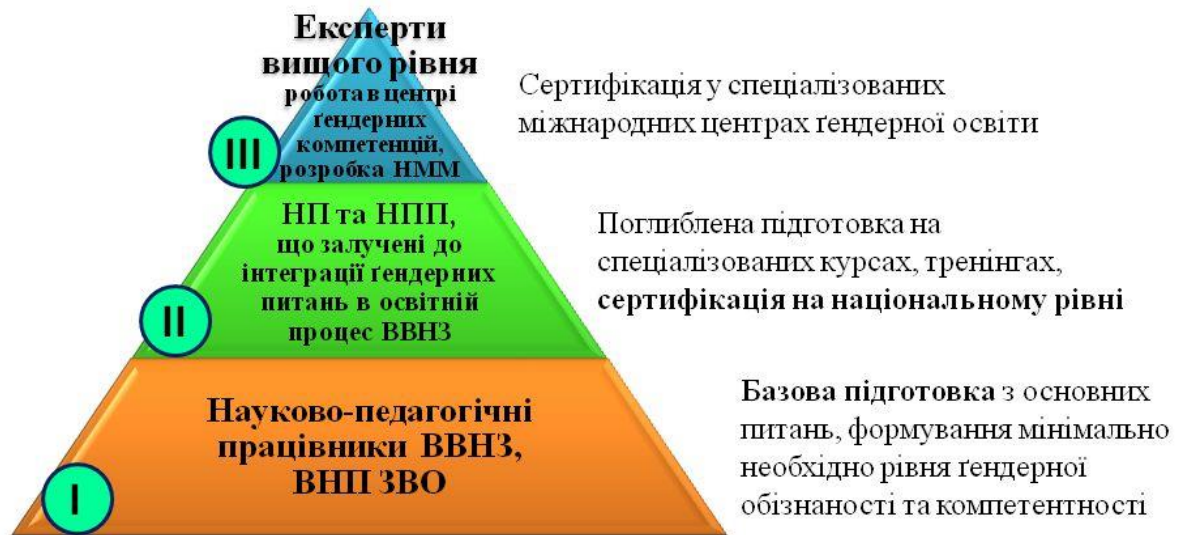 Експерти
вищого рівня
робота в центрі
ґендерних
компетенцій,
розробка НММ
III
Сертифікація у спеціалізованих
міжнародних центрах ґендерної освіти
НП та НПП,
що залучені до
інтеграції ґендерних
питань в освітній
процес ВВНЗ
II
Поглиблена підготовка на
спеціалізованих курсах, тренінгах,
сертифікація на національному рівні
Науково-педагогічні
працівники ВВНЗ,
ВНП ЗВО
I
Базова підготовка з основних
питань, формування мінімально
необхідно рівня ґендерної
обізнаності та компетентності